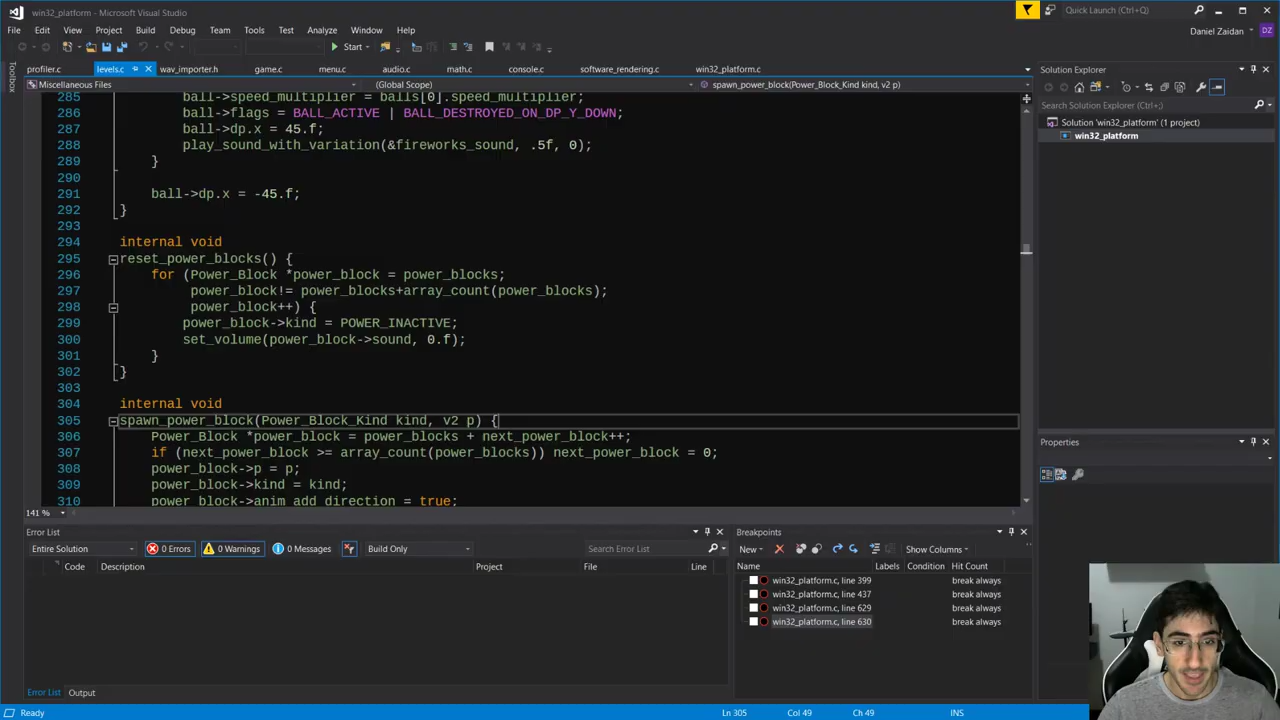 win32_platform - Microsoft Visual Studio
Quick Launch (Ctrl+Q)
File Edit View Project Build Debug Team Tools Test Analyze Window Help
Daniel Zaidan DZ
Start
Toolbox
profiler.c levels.c wav_importer.h game.c menu.c audio.c math.c console.c software_rendering.c win32_platform.c
Miscellaneous Files (Global Scope) spawn_power_block(Power_Block_Kind kind, v2 p)
285 ball->speed_multiplier = balls[0].speed_multiplier;
286 ball->flags = BALL_ACTIVE | BALL_DESTROYED_ON_DP_Y_DOWN;
287 ball->dp.x = 45.f;
288 play_sound_with_variation(&fireworks_sound, .5f, 0);
289 }
290
291 ball->dp.x = -45.f;
292 }
293
294 internal void
295 reset_power_blocks() {
296 for (Power_Block *power_block = power_blocks;
297 power_block!= power_blocks+array_count(power_blocks);
298 power_block++) {
299 power_block->kind = POWER_INACTIVE;
300 set_volume(power_block->sound, 0.f);
301 }
302 }
303
304 internal void
305 spawn_power_block(Power_Block_Kind kind, v2 p) {
306 Power_Block *power_block = power_blocks + next_power_block++;
307 if (next_power_block >= array_count(power_blocks)) next_power_block = 0;
308 power_block->p = p;
309 power_block->kind = kind;
310 power_block->anim_add_direction = true;
141 %
Solution Explorer
Search Solution Explorer (Ctrl+;)
Solution 'win32_platform' (1 project)
win32_platform
Properties
Error List
Entire Solution 0 Errors 0 Warnings 0 Messages Build Only Search Error List
Code Description Project File Line
Error List Output
Breakpoints
New Show Columns
Name Labels Condition Hit Count
win32_platform.c, line 399 break always
win32_platform.c, line 437 break always
win32_platform.c, line 629 break always
win32_platform.c, line 630 break always
Ready Ln 305 Col 49 Ch 49 INS